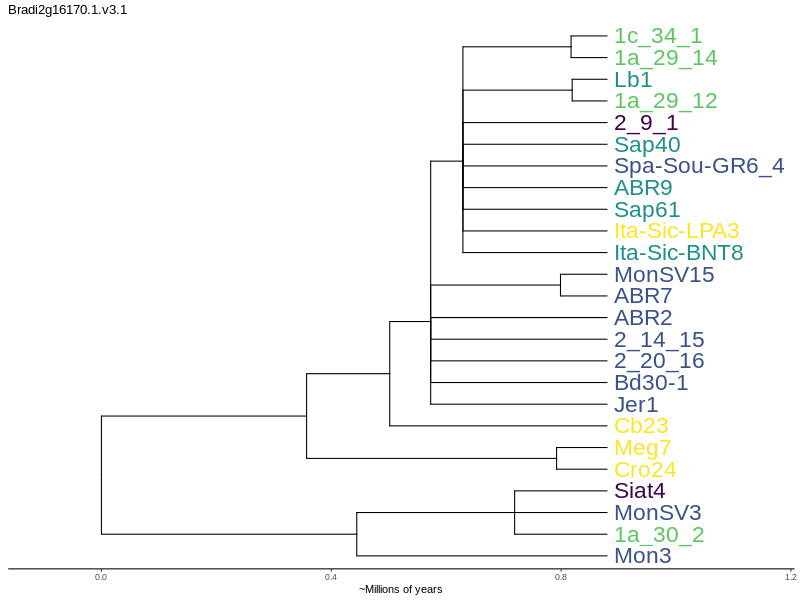 Bradi2g16170.1.v3.1
1c_34_1
1a_29_14
Lb1
1a_29_12
2_9_1
Sap40
Spa-Sou-GR6_4
ABR9
Sap61
Ita-Sic-LPA3
Ita-Sic-BNT8
MonSV15
ABR7
ABR2
2_14_15
2_20_16
Bd30-1
Jer1
Cb23
Meg7
Cro24
Siat4
MonSV3
1a_30_2
Mon3
0.0 0.4 0.8 1.2
~Millions of years